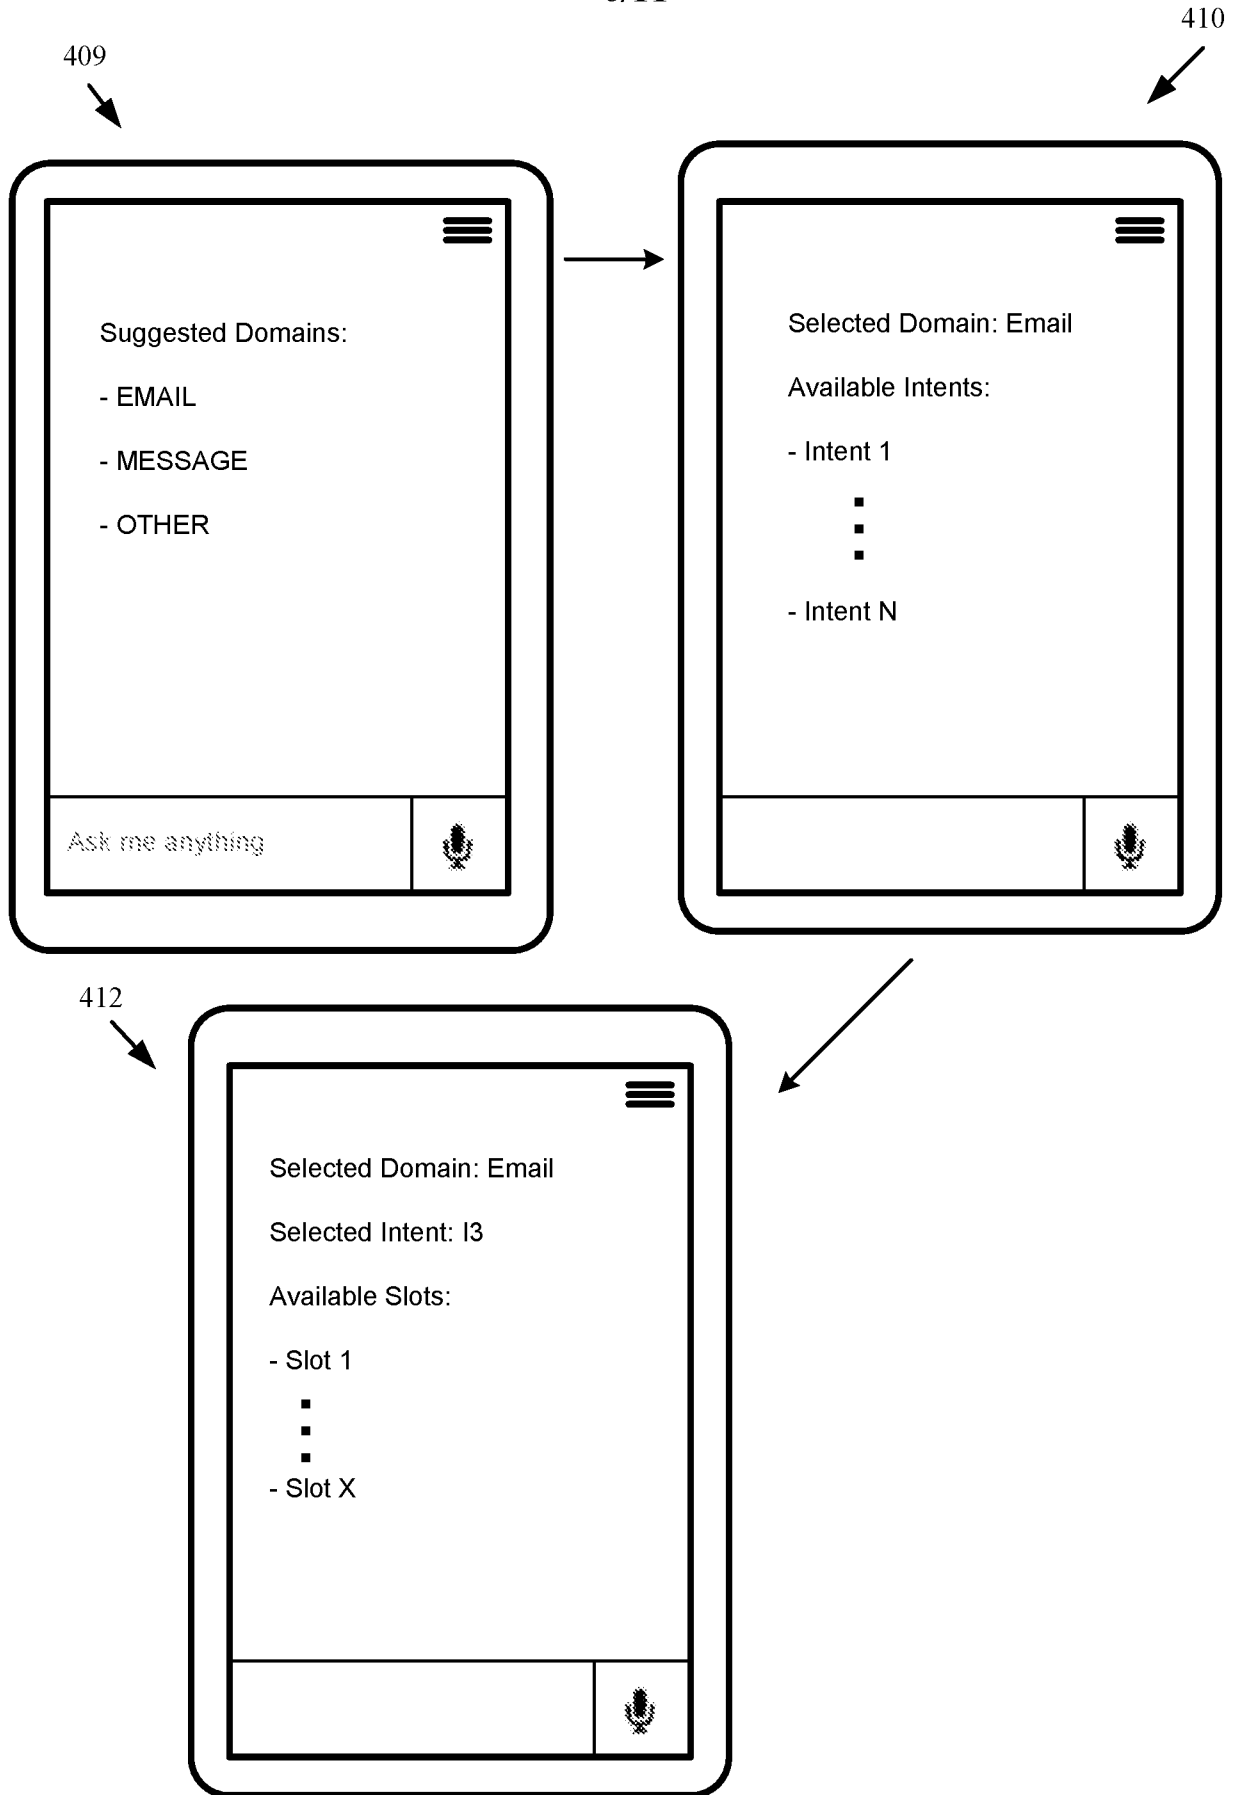 409
410
Suggested Domains:
- EMAIL
- MESSAGE
- OTHER
Ask me anything
Selected Domain: Email
Available Intents:
- Intent 1
- Intent N
412
Selected Domain: Email
Selected Intent: I3
Available Slots:
- Slot 1
- Slot X